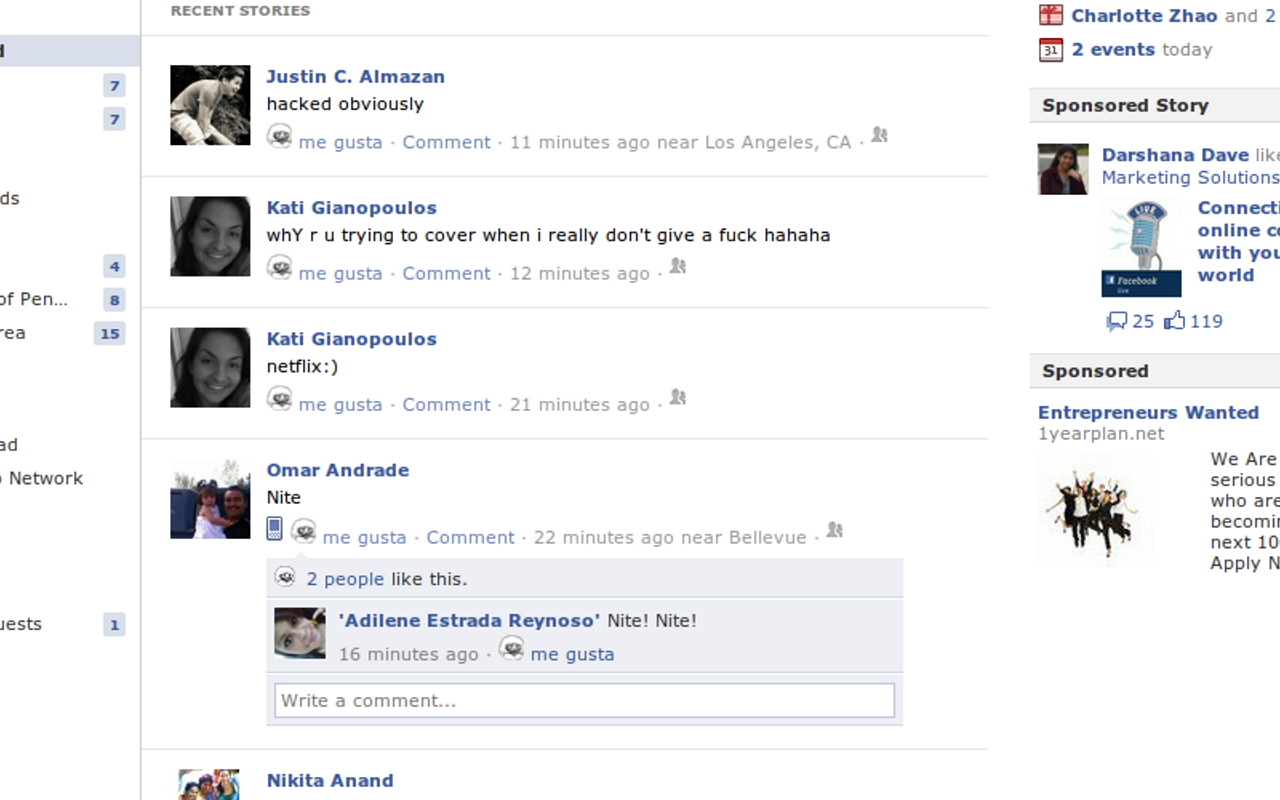 RECENT STORIES
d
7
7
ds
4
of Pen... 8
rea 15
ad
Network
uests 1
Justin C. Almazan
hacked obviously
me gusta · Comment · 11 minutes ago near Los Angeles, CA ·
Kati Gianopoulos
whY r u trying to cover when i really don't give a fuck hahaha
me gusta · Comment · 12 minutes ago ·
Kati Gianopoulos
netflix:)
me gusta · Comment · 21 minutes ago ·
Omar Andrade
Nite
me gusta · Comment · 22 minutes ago near Bellevue ·
2 people like this.
'Adilene Estrada Reynoso' Nite! Nite!
16 minutes ago · me gusta
Write a comment...
Nikita Anand
Charlotte Zhao and 2
31 2 events today
Sponsored Story
Darshana Dave like
Marketing Solutions
LIVE
Facebook
Live
Connecti
online co
with you
world
25 119
Sponsored
Entrepreneurs Wanted
1yearplan.net
We Are
serious
who are
becomin
next 10
Apply N